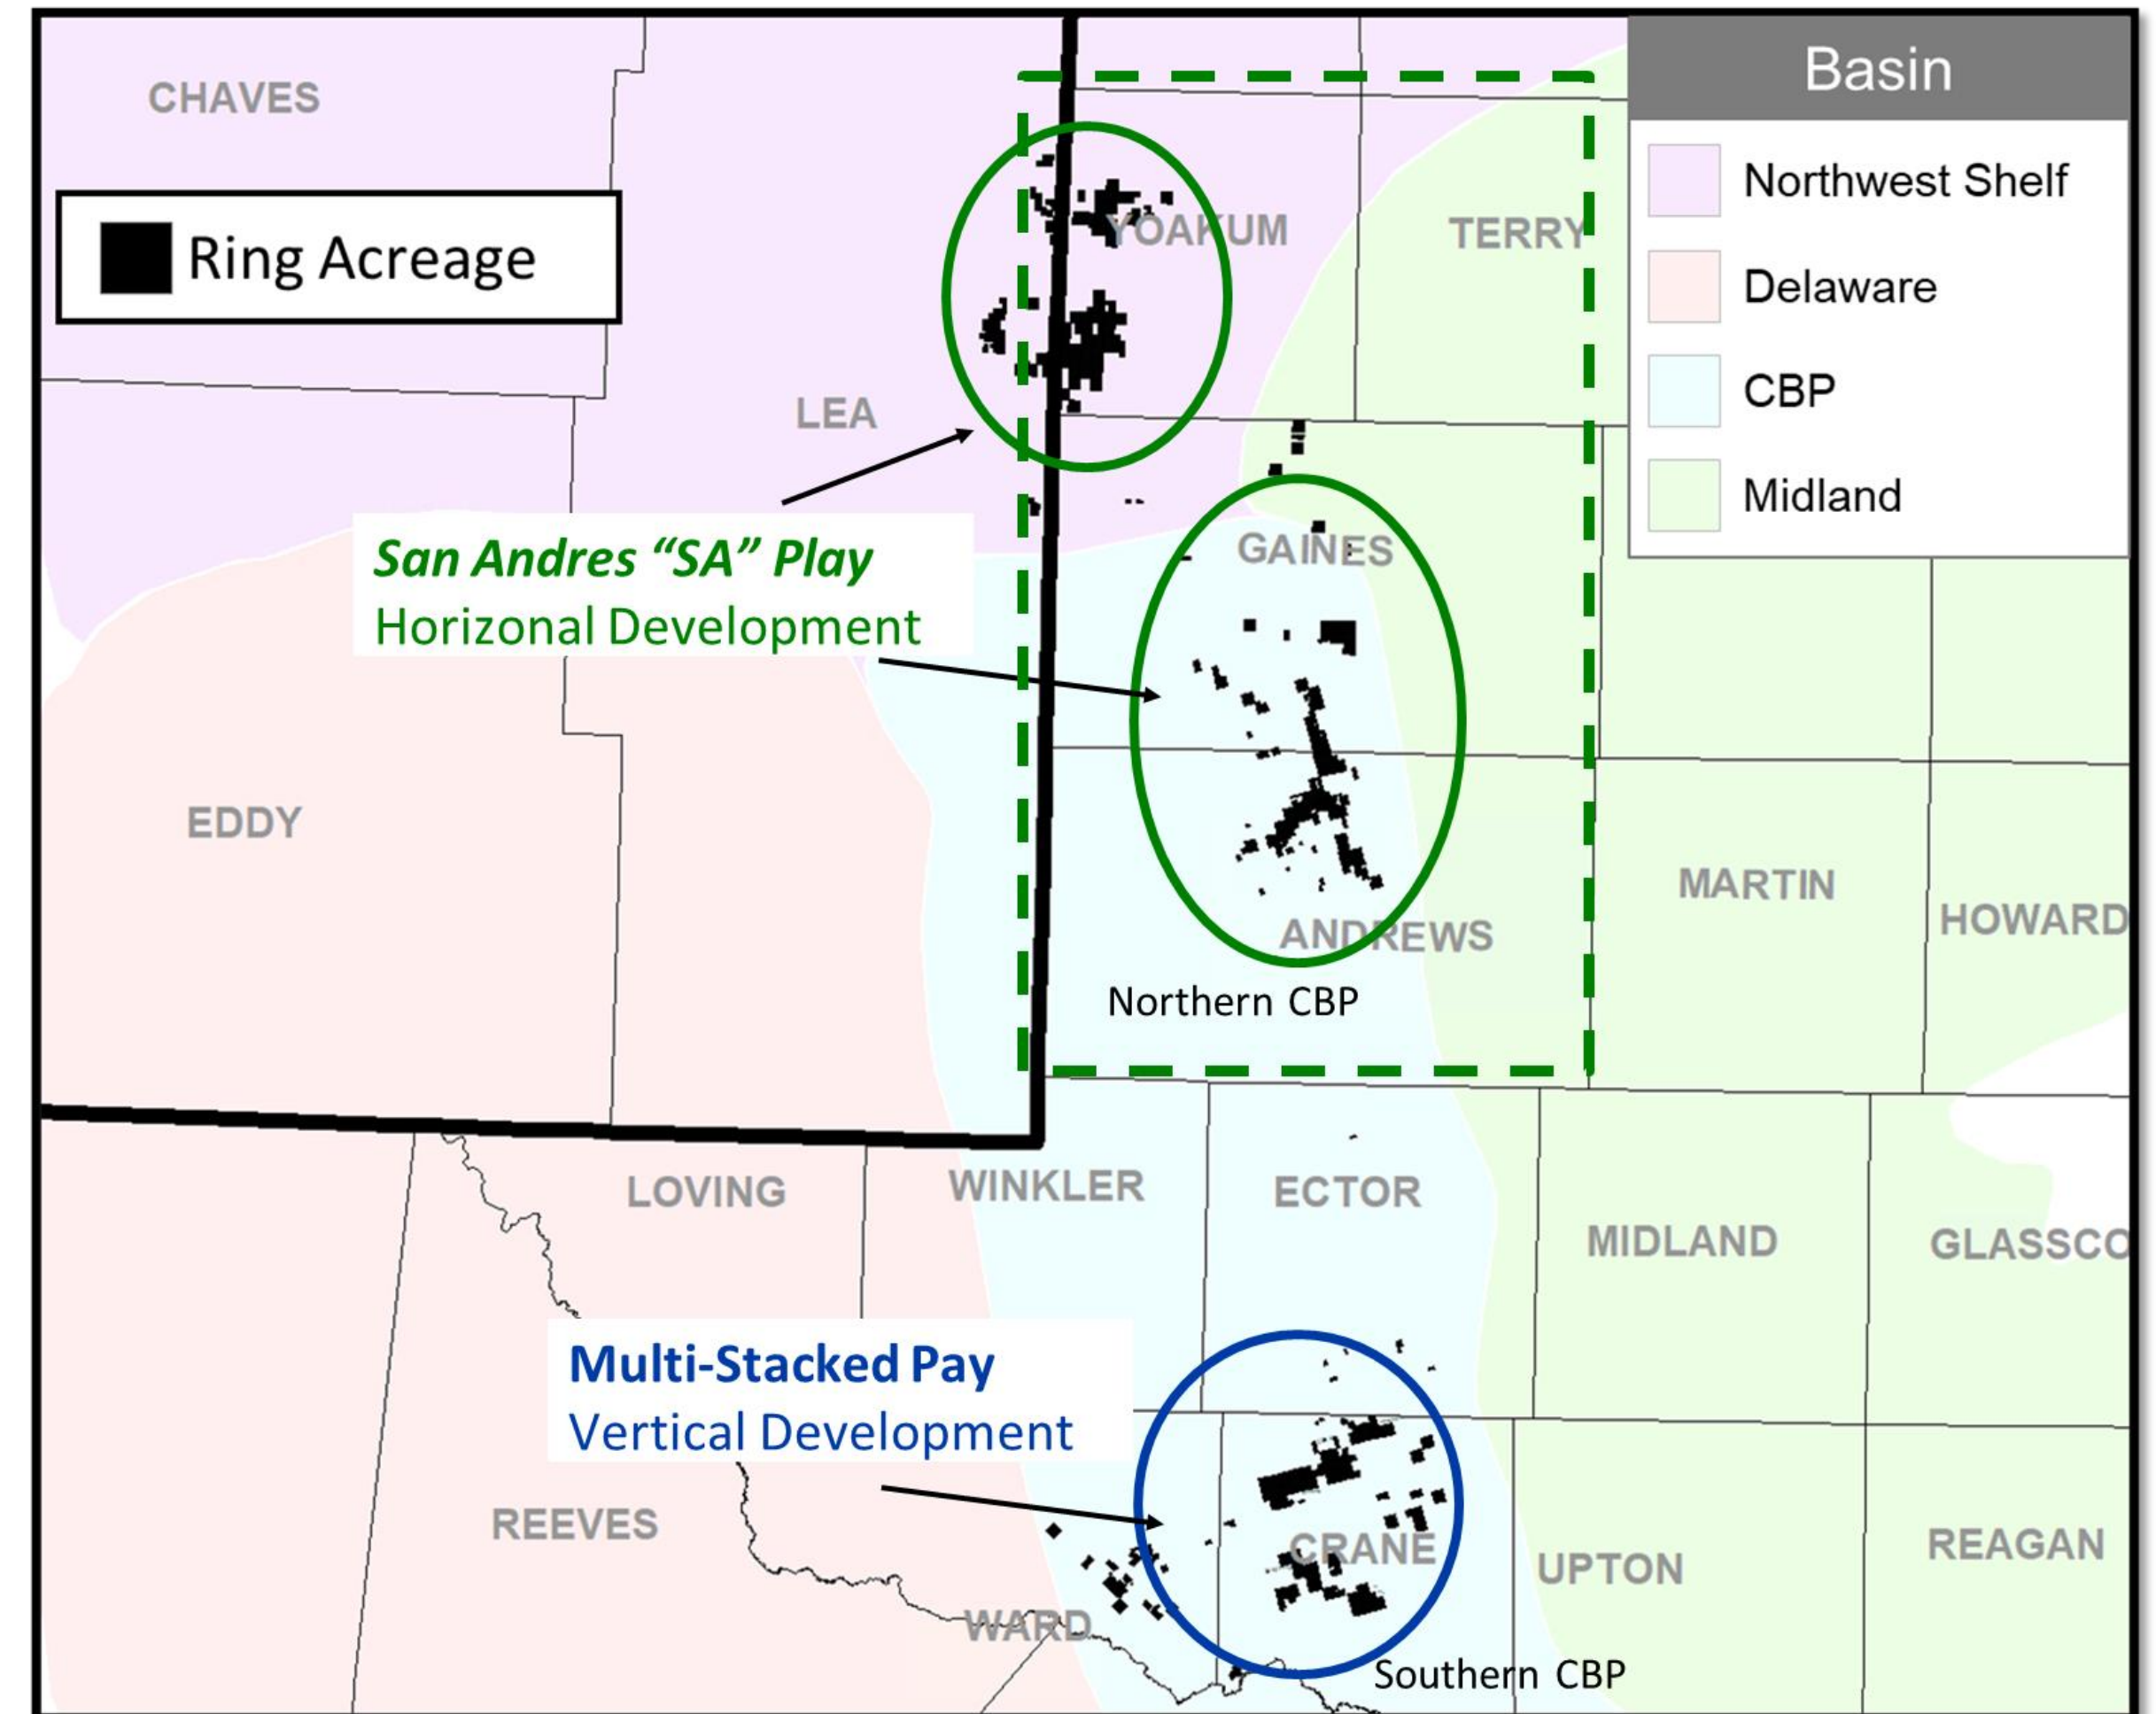 Basin
CHAVES
Northwest Shelf
Ring Acreage
YOAKUM
TERRY
Delaware
CBP
LEA
Midland
San Andres “SA” Play
Horizonal Development
GAINES
EDDY
MARTIN
HOWARD
ANDREWS
Northern CBP
LOVING
WINKLER
ECTOR
MIDLAND
GLASSCO
Multi-Stacked Pay
Vertical Development
REEVES
CRANE
UPTON
REAGAN
WARD
Southern CBP